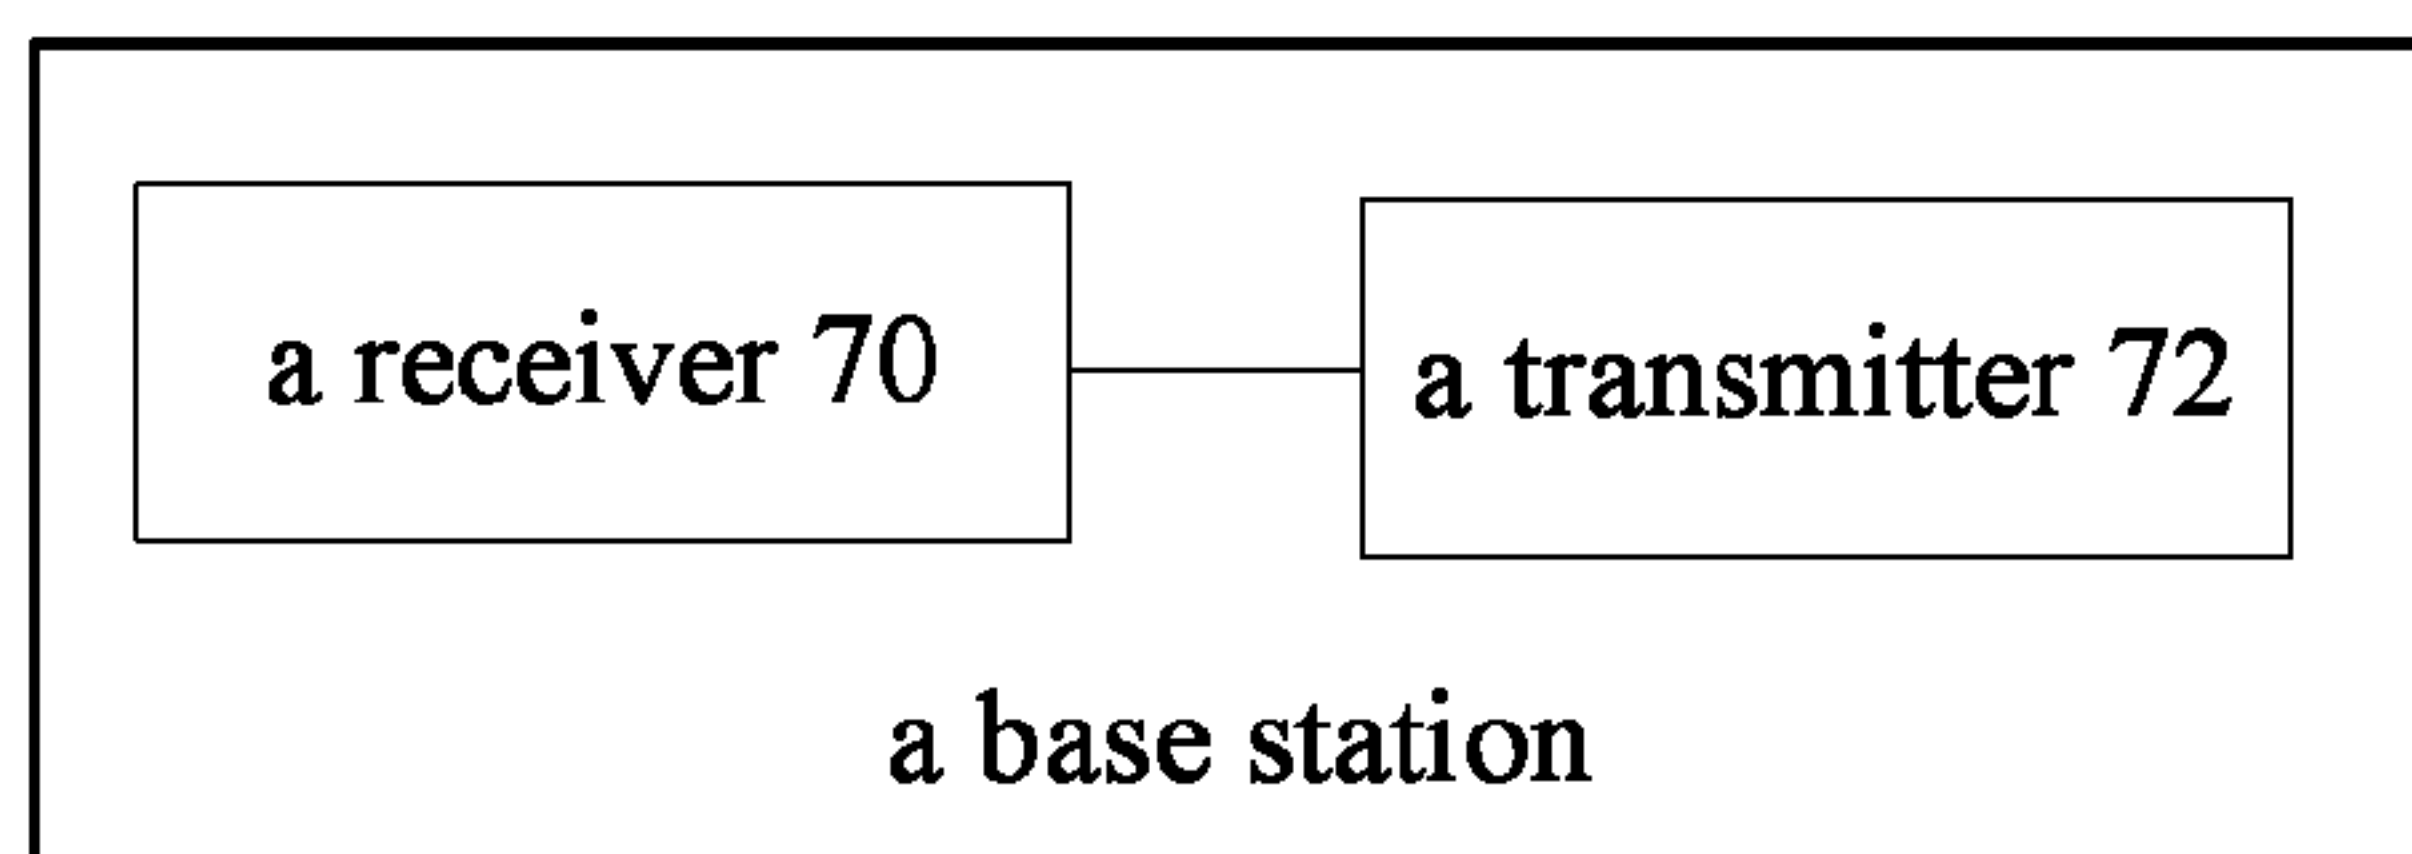 a receiver 70
a transmitter 72
a base station